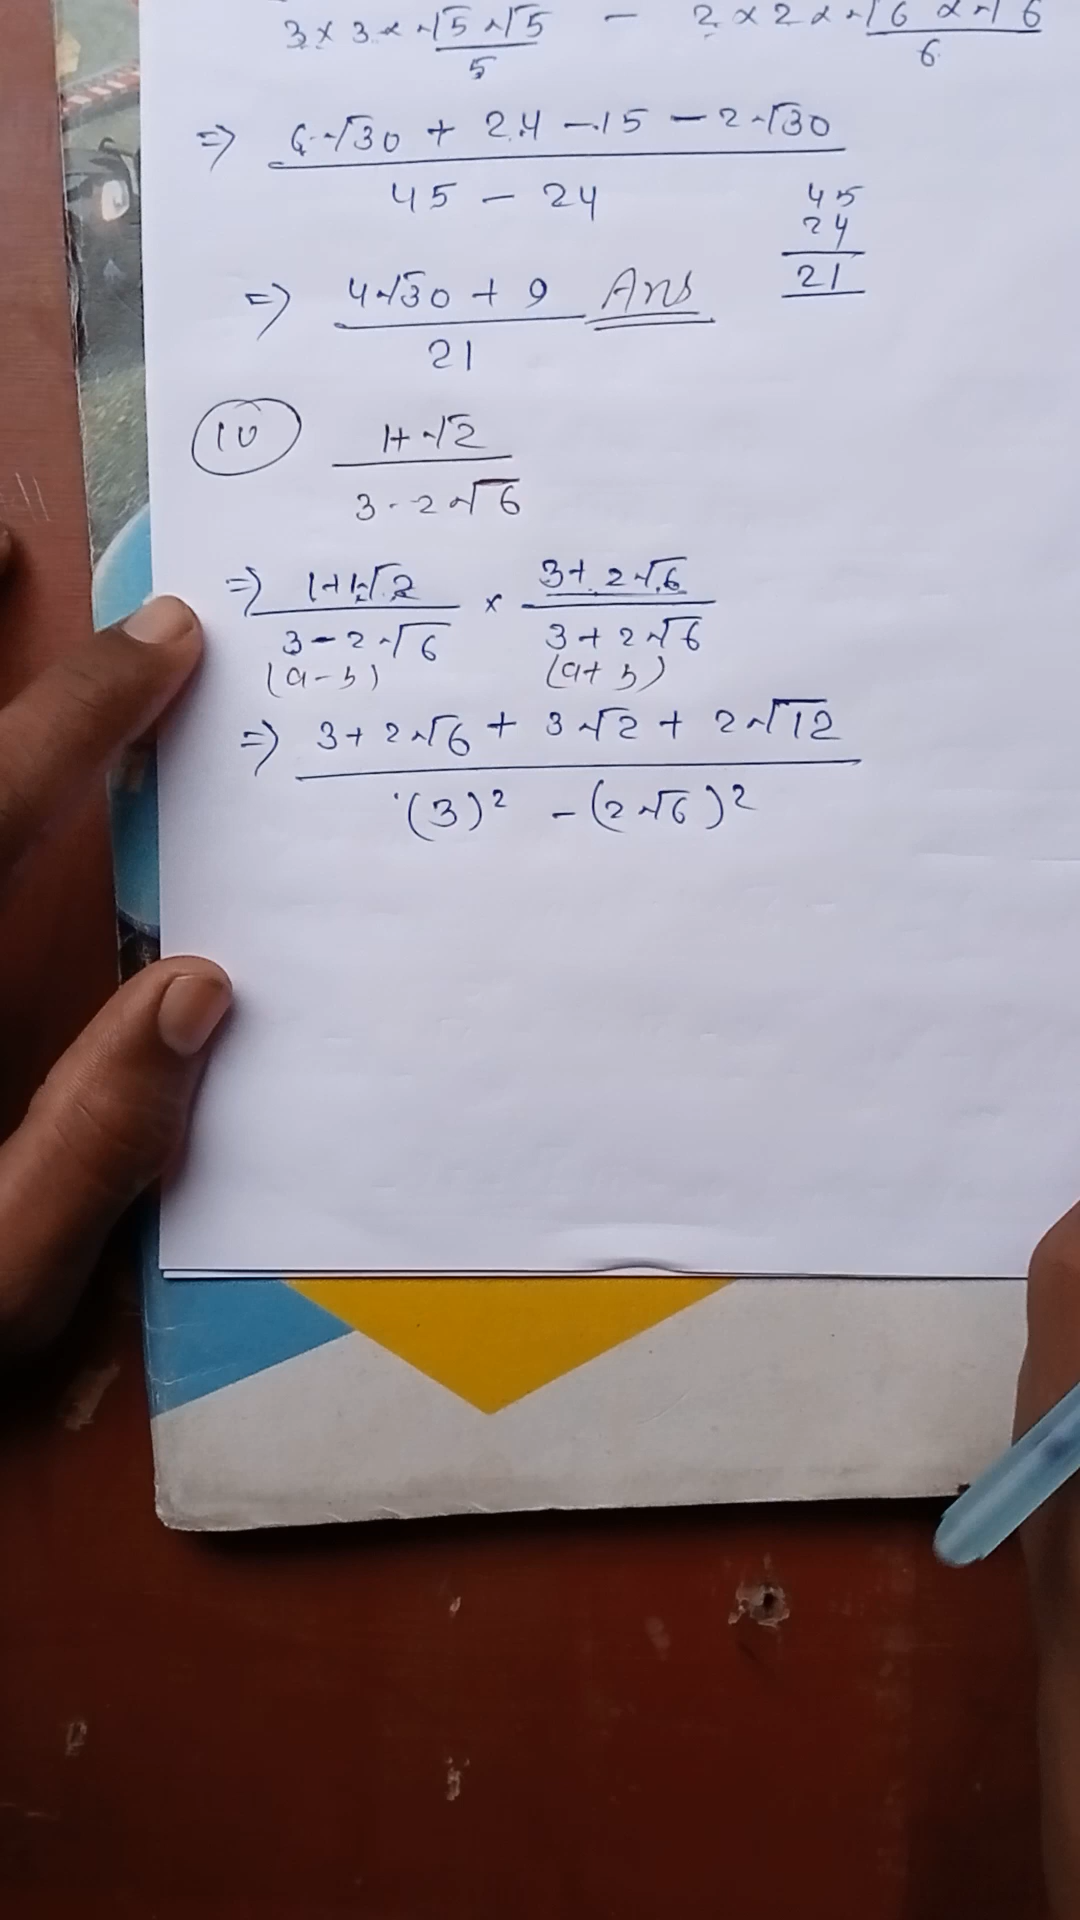 3 × 3 × √5 × √5 − 2 × 2 × √6 × √6
5 6
⇒ 6√30 + 24 − 15 − 2√30
45 − 24
45
24
21
⇒ 4√30 + 9 Ans
21
(iv) 1+√2
3 - 2√6
⇒ 1+1√2 × 3+2√6
3−2√6 3+2√6
(a−b) (a+b)
⇒ 3+2√6 + 3√2 + 2√12
(3)² − (2√6)²